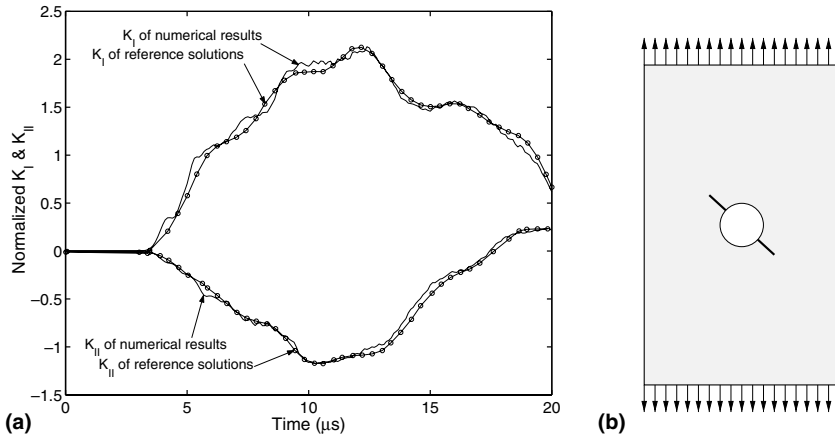 2.5
2
1.5
1
0.5
0
−0.5
−1
−1.5
Normalized K_I & K_II
K_I of numerical results
K_I of reference solutions
K_II of numerical results
K_II of reference solutions
0 5 10 15 20
Time (μs)
(a)
(b)